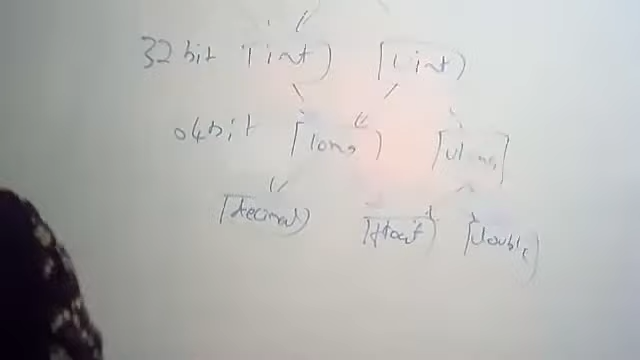 32 bit [int] [uint]
64bit [long] [ulong]
[decimal] [float] [double]